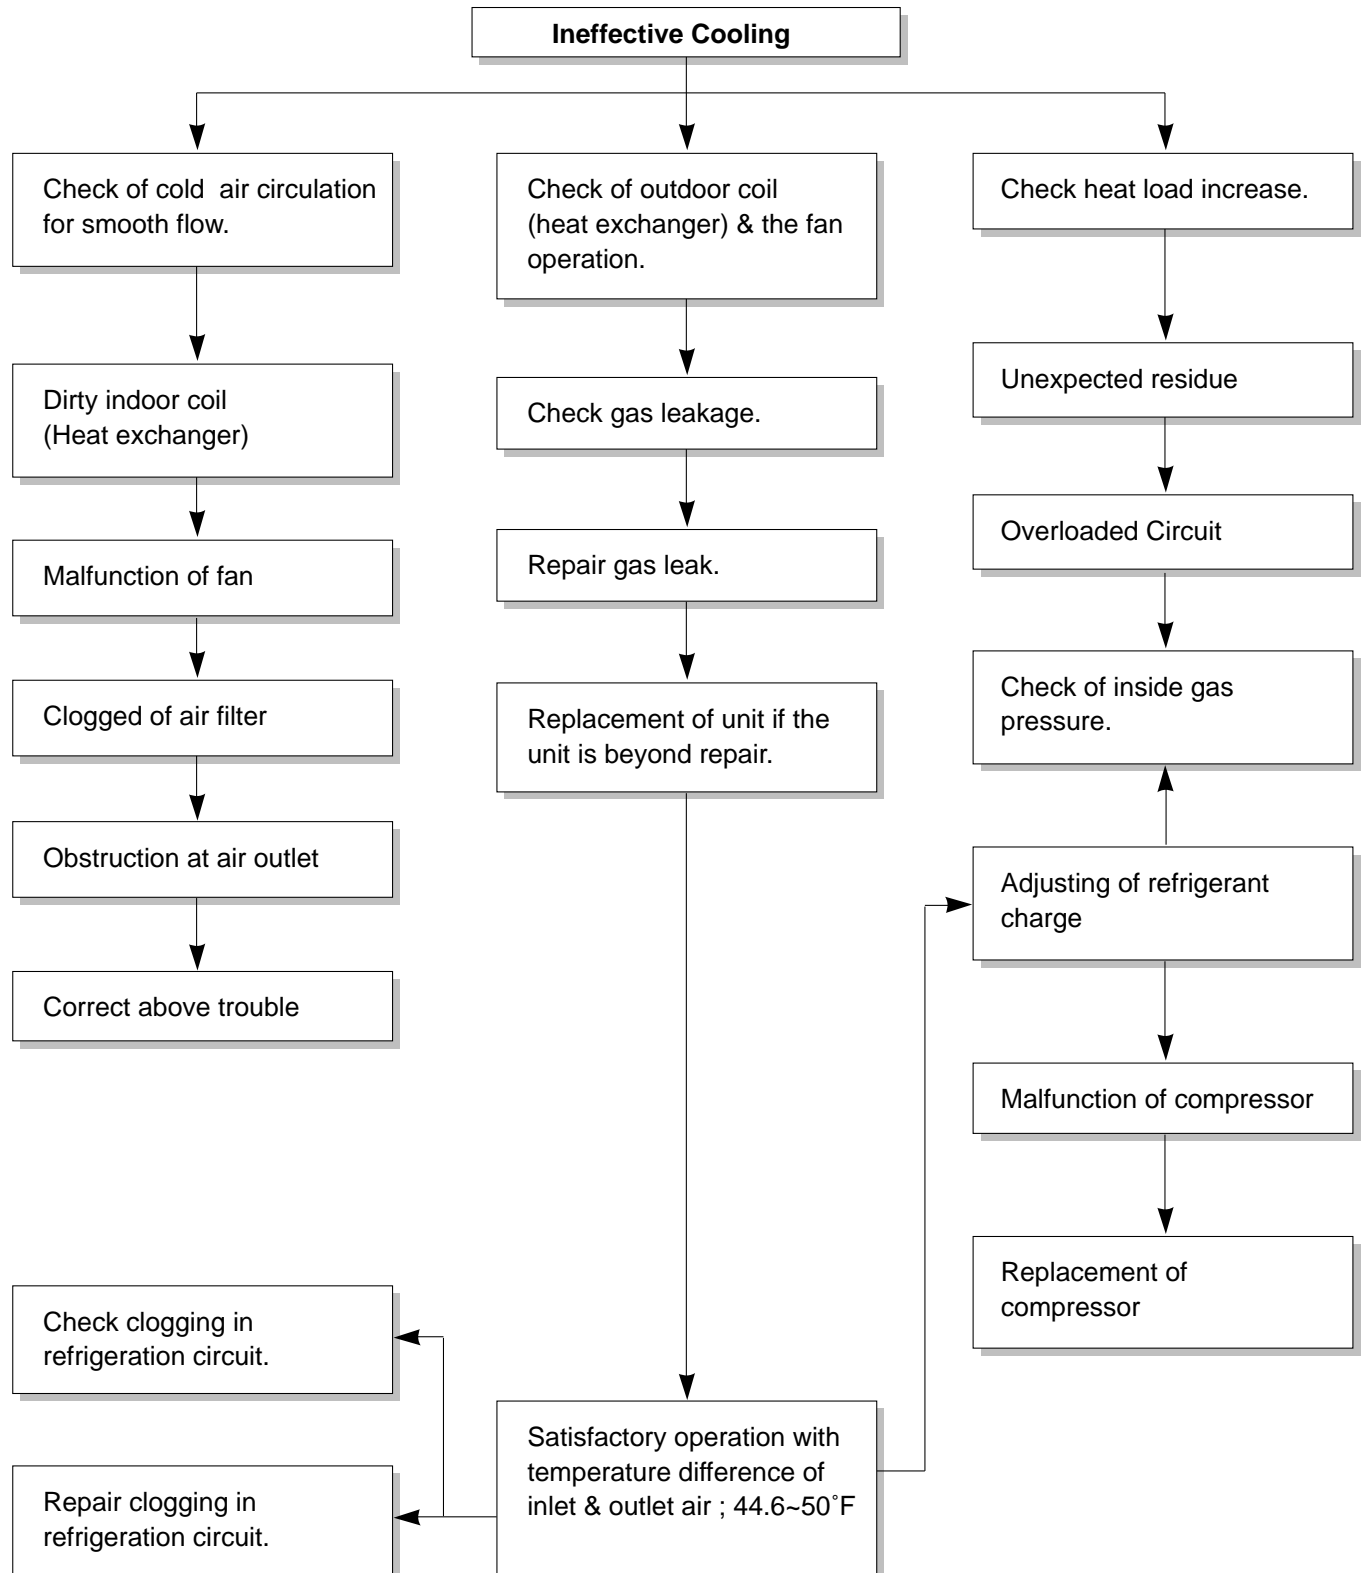 Ineffective Cooling
Check of cold air circulation
for smooth flow.
Dirty indoor coil
(Heat exchanger)
Malfunction of fan
Clogged of air filter
Obstruction at air outlet
Correct above trouble
Check of outdoor coil
(heat exchanger) & the fan
operation.
Check gas leakage.
Repair gas leak.
Replacement of unit if the
unit is beyond repair.
Check heat load increase.
Unexpected residue
Overloaded Circuit
Check of inside gas
pressure.
Adjusting of refrigerant
charge
Malfunction of compressor
Replacement of
compressor
Check clogging in
refrigeration circuit.
Repair clogging in
refrigeration circuit.
Satisfactory operation with
temperature difference of
inlet & outlet air ; 44.6~50˚F